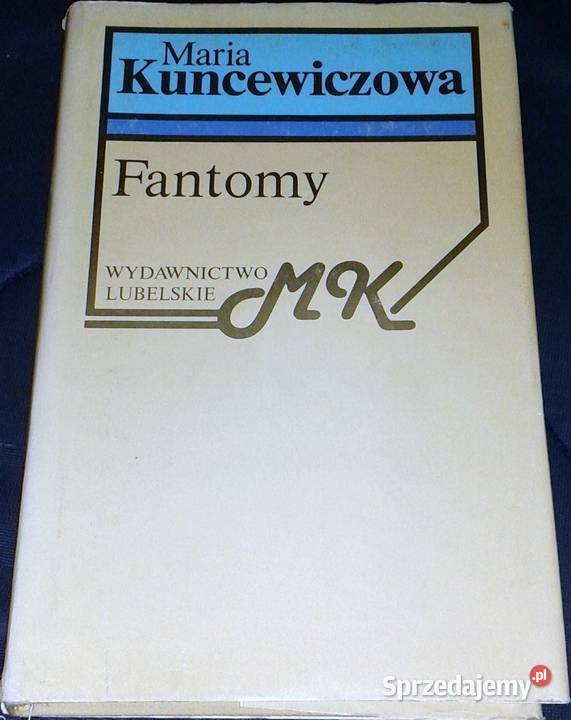 Maria
Kuncewiczowa
Fantomy
WYDAWNICTWO
LUBELSKIE
MK
Sprzedajemy.pl